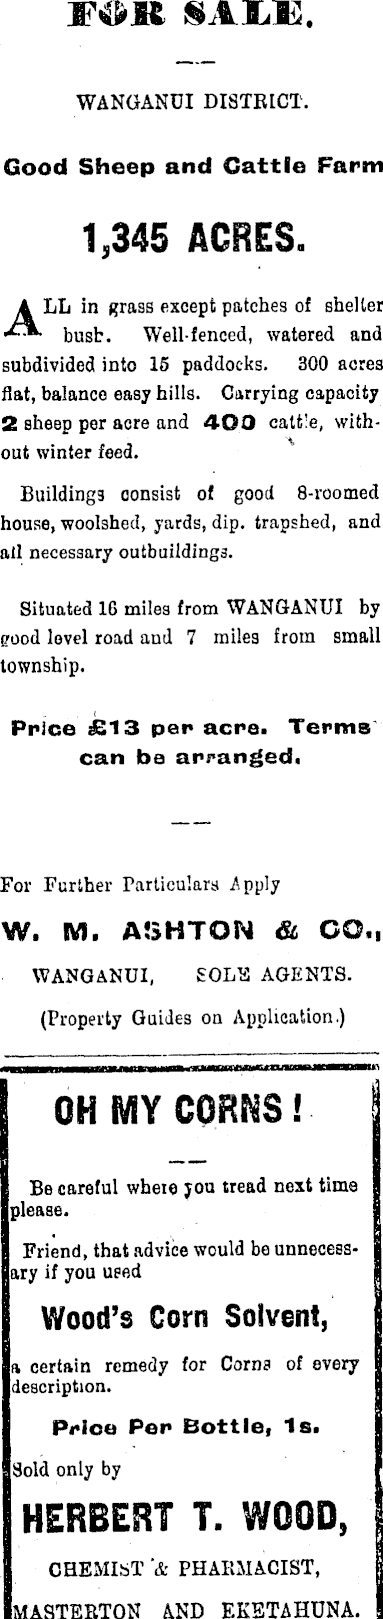 FOR SALE.
WANGANUI DISTRICT.
Good Sheep and Cattle Farm
1,345 ACRES.
ALL in grass except patches of shelter
bush. Well-fenced, watered and
subdivided into 15 paddocks. 300 acres
flat, balance easy hills. Carrying capacity
2 sheep per acre and 400 cattle, with-
out winter feed.
Buildings consist of good 8-roomed
house, woolshed, yards, dip. trapshed, and
all necessary outbuildings.
Situated 16 miles from WANGANUI by
good level road and 7 miles from small
township.
Price £13 per acre. Terms
can be arranged.
For Further Particulars Apply
W. M. ASHTON & CO.,
WANGANUI, SOLE AGENTS.
(Property Guides on Application.)
OH MY CORNS!
Be careful where you tread next time
please.
Friend, that advice would be unnecess-
ary if you used
Wood's Corn Solvent,
a certain remedy for Corns of every
description.
Price Per Bottle, 1s.
Sold only by
HERBERT T. WOOD,
CHEMIST & PHARMACIST,
MASTERTON AND EKETAHUNA.